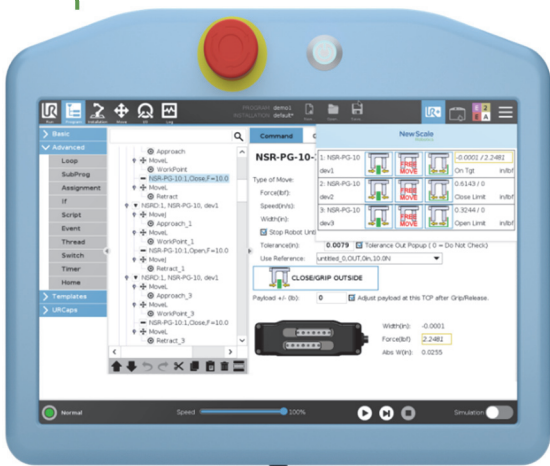 UR
Run
Program
Installation
Move
I/O
Log
PROGRAM demo1
INSTALLATION default*
New
Open
Save
UR+
Basic
Advanced
Loop
SubProg
Assignment
If
Script
Event
Thread
Switch
Timer
Home
Templates
URCaps
Approach
MoveL
WorkPoint
NSR-PG-10:1,Close,F=10.0
MoveL
Retract
NSRD:1, NSR-PG-10, dev1
MoveJ
Approach_1
MoveL
WorkPoint_1
NSR-PG-10:1,Open,F=10.0
MoveL
Retract_1
NSRD:1, NSR-PG-10, dev1
MoveL
Approach_3
MoveL
WorkPoint_3
NSR-PG-10:1,Close,F=10.0
MoveL
Retract_3
Command
NSR-PG-10-
Type of Move:
Force(lbf):
Speed(in/s):
Width(in):
Stop Robot Unti
Tolerance(in): 0.0079 Tolerance Out Popup ( 0 = Do Not Check)
Use Reference: untitled_0,OUT,0in,10.0N
CLOSE/GRIP OUTSIDE
Payload +/- (lb) 0 Adjust payload at this TCP after Grip/Release.
Width(in): -0.0001
Force(lbf): 2.2481
Abs W(in): 0.0255
NewScale
Robotics
1: NSR-PG-10 FREE MOVE -0.0001 / 2.2481
dev1 On Tgt in/lbf
2: NSR-PG-10 FREE MOVE 0.6143 / 0
dev2 Close Limit in/lbf
3: NSR-PG-10 FREE MOVE 0.3244 / 0
dev3 Open Limit in/lbf
Normal
Speed 100%
Simulation